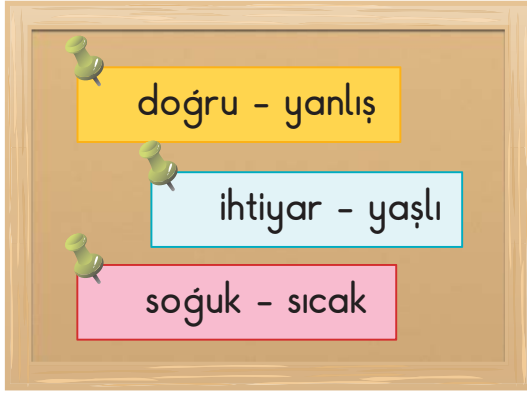 doğru - yanlış
ihtiyar - yaşlı
soğuk - sıcak